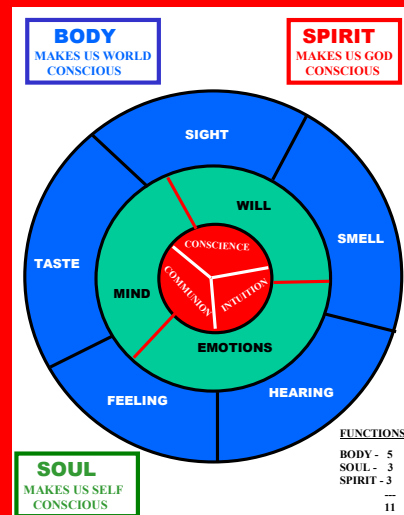 BODY
MAKES US WORLD
CONSCIOUS
SPIRIT
MAKES US GOD
CONSCIOUS
SIGHT
WILL
SMELL
CONSCIENCE
TASTE
MIND
COMMUNION
INTUITION
EMOTIONS
FEELING
HEARING
SOUL
MAKES US SELF
CONSCIOUS
FUNCTIONS
BODY - 5
SOUL - 3
SPIRIT - 3
---
11